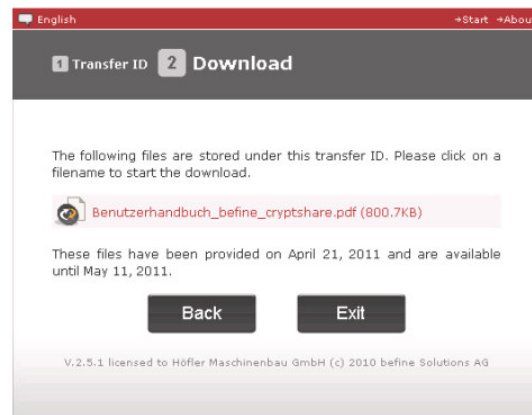 English →Start →Abou
1 Transfer ID 2 Download
The following files are stored under this transfer ID. Please click on a
filename to start the download.
Benutzerhandbuch_befine_cryptshare.pdf (800.7KB)
These files have been provided on April 21, 2011 and are available
until May 11, 2011.
Back Exit
V.2.5.1 licensed to Höfler Maschinenbau GmbH (c) 2010 befine Solutions AG